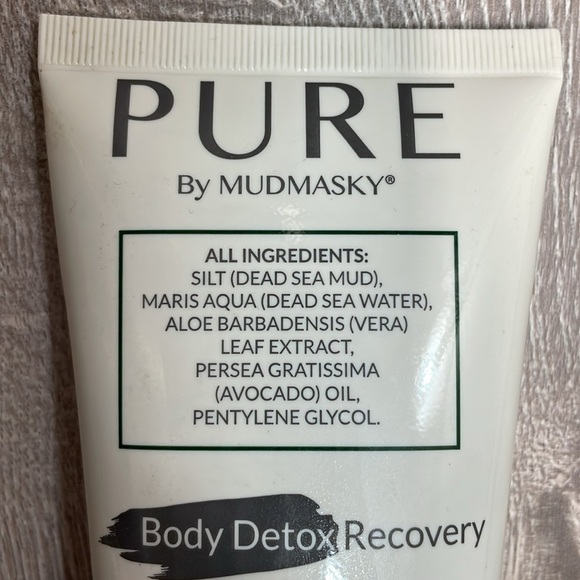 PURE
By MUDMASKY®
ALL INGREDIENTS:
SILT (DEAD SEA MUD),
MARIS AQUA (DEAD SEA WATER),
ALOE BARBADENSIS (VERA)
LEAF EXTRACT,
PERSEA GRATISSIMA
(AVOCADO) OIL,
PENTYLENE GLYCOL.
Body Detox Recovery